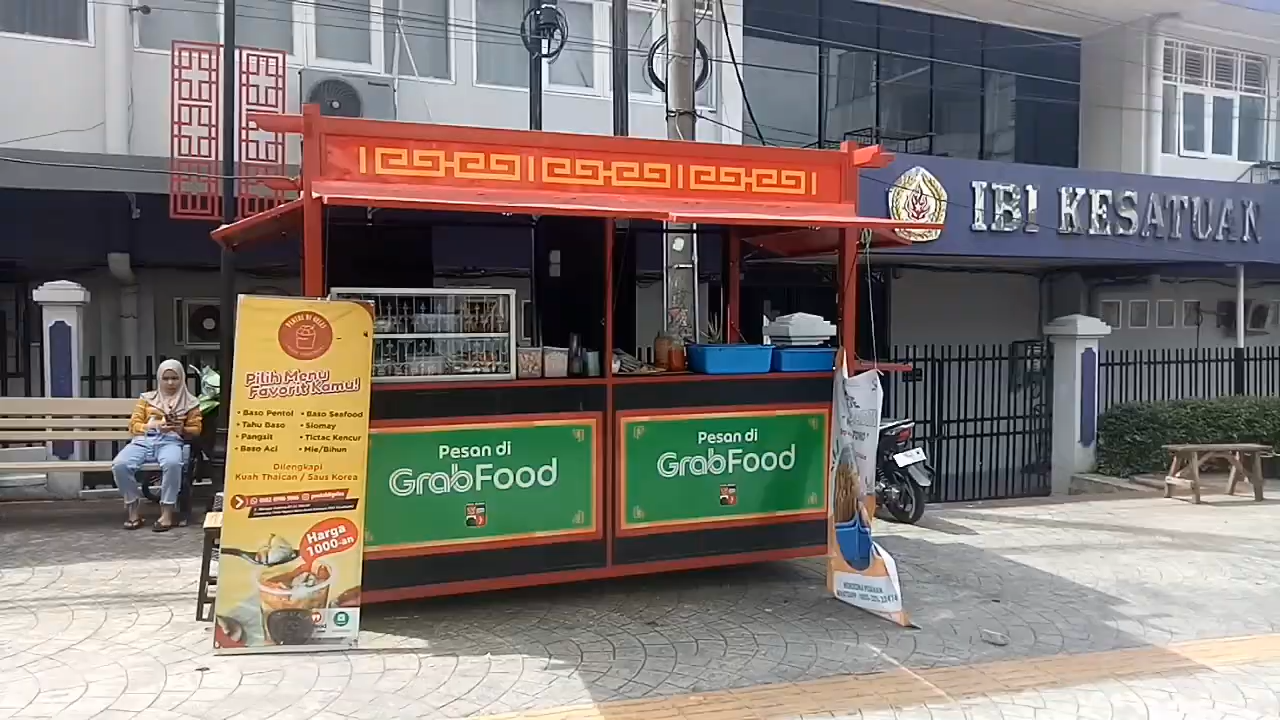 IBI KESATUAN
Pilih Menu
Favorit Kamu!
• Baso Pentol
• Tahu Baso
• Pangsit
• Baso Aci
• Baso Seafood
• Siomay
• Tictac Kencur
• Mie/Bihun
Dilengkapi
Kuah Thaican / Saus Korea
Harga
1000-an
Pesan di
GrabFood
Pesan di
GrabFood